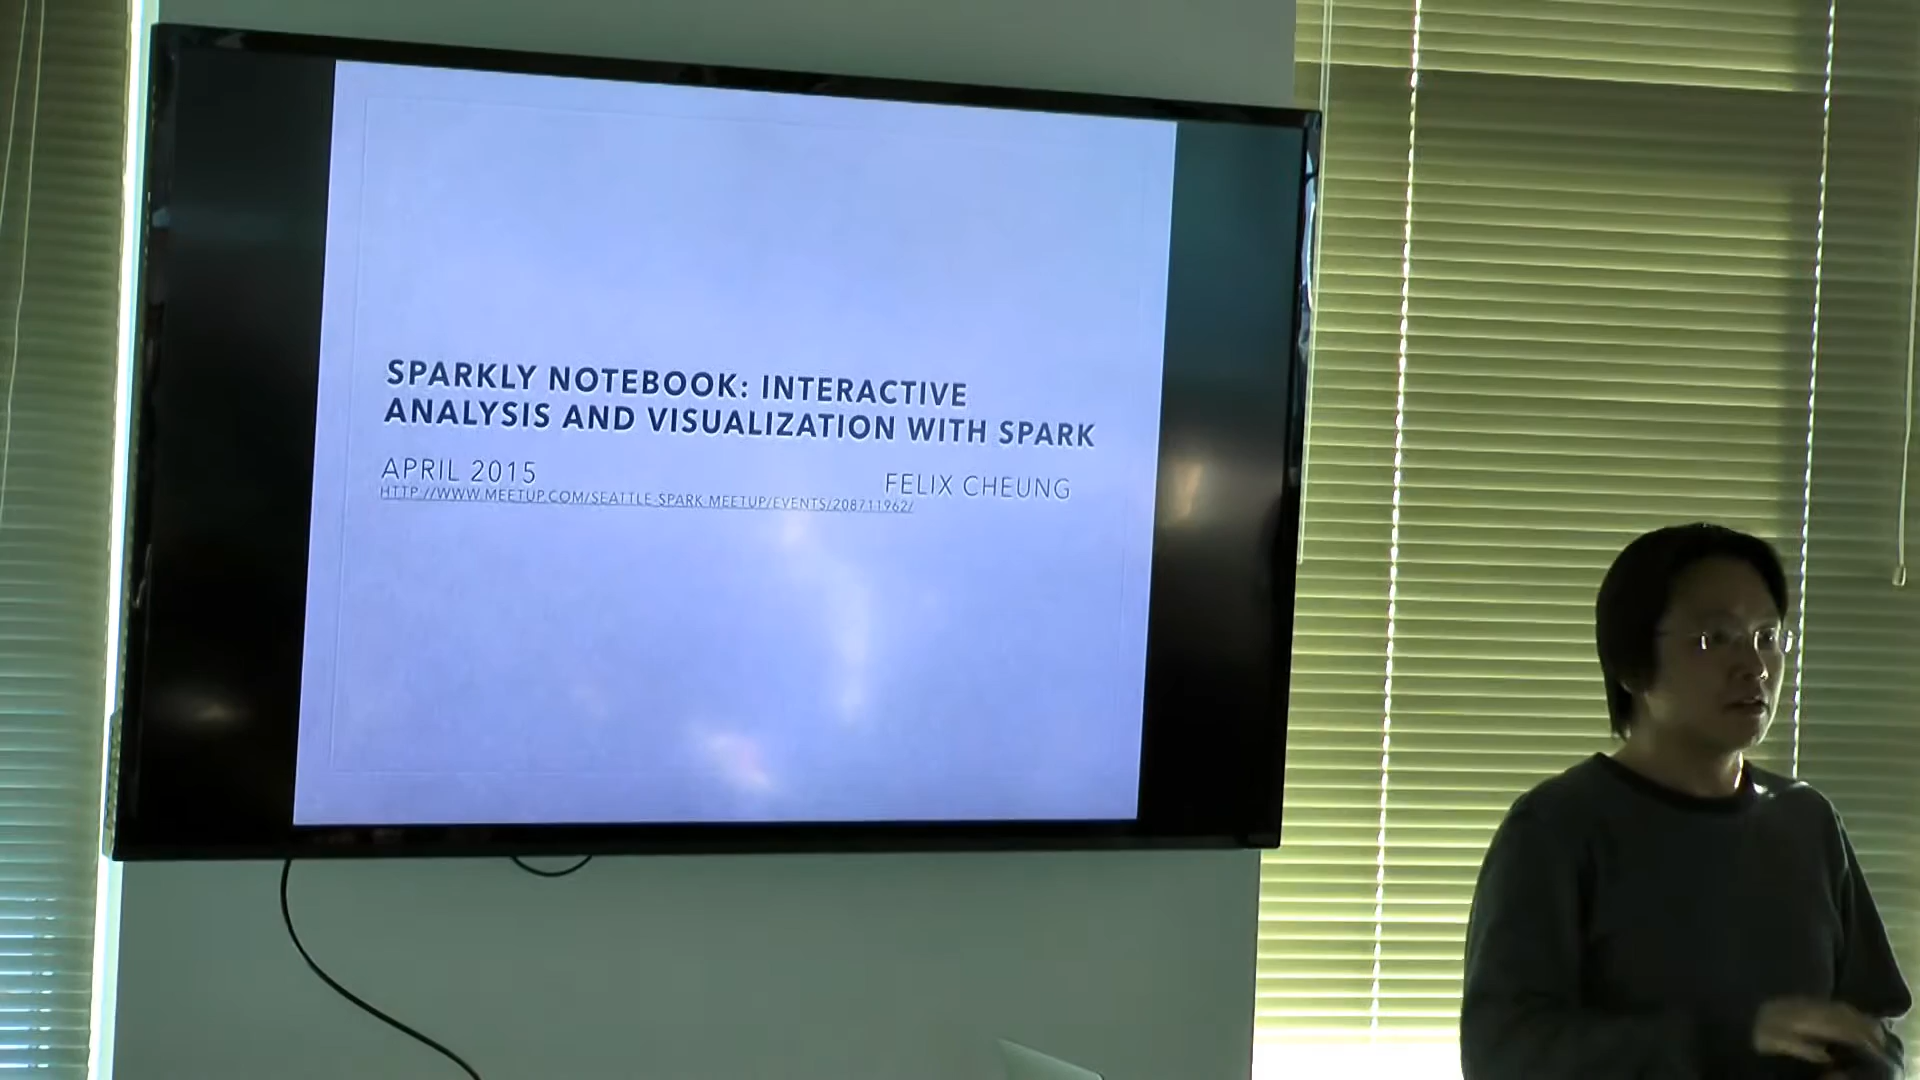 SPARKLY NOTEBOOK: INTERACTIVE
ANALYSIS AND VISUALIZATION WITH SPARK
APRIL 2015
FELIX CHEUNG
HTTP://WWW.MEETUP.COM/SEATTLE-SPARK-MEETUP/EVENTS/208711962/